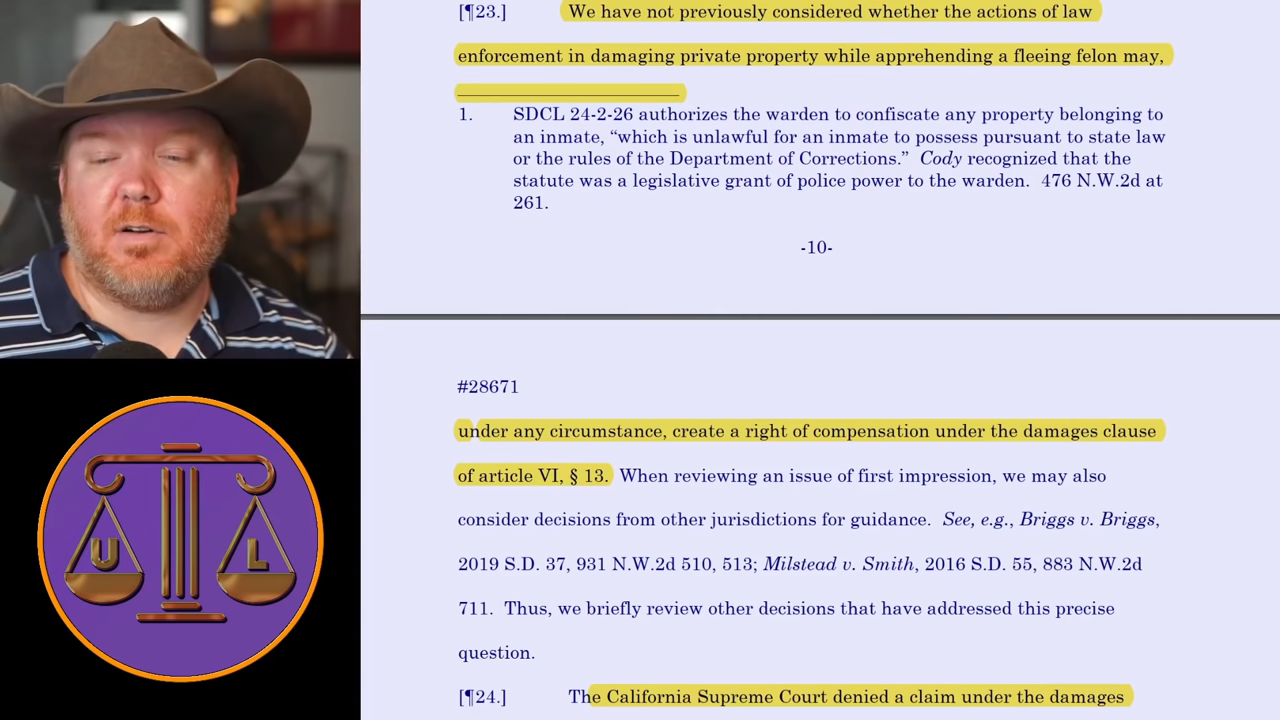 [¶23.] We have not previously considered whether the actions of law
enforcement in damaging private property while apprehending a fleeing felon may,
1. SDCL 24-2-26 authorizes the warden to confiscate any property belonging to
an inmate, “which is unlawful for an inmate to possess pursuant to state law
or the rules of the Department of Corrections.” Cody recognized that the
statute was a legislative grant of police power to the warden. 476 N.W.2d at
261.
-10-
#28671
under any circumstance, create a right of compensation under the damages clause
of article VI, § 13. When reviewing an issue of first impression, we may also
consider decisions from other jurisdictions for guidance. See, e.g., Briggs v. Briggs,
2019 S.D. 37, 931 N.W.2d 510, 513; Milstead v. Smith, 2016 S.D. 55, 883 N.W.2d
711. Thus, we briefly review other decisions that have addressed this precise
question.
[¶24.] The California Supreme Court denied a claim under the damages
U L